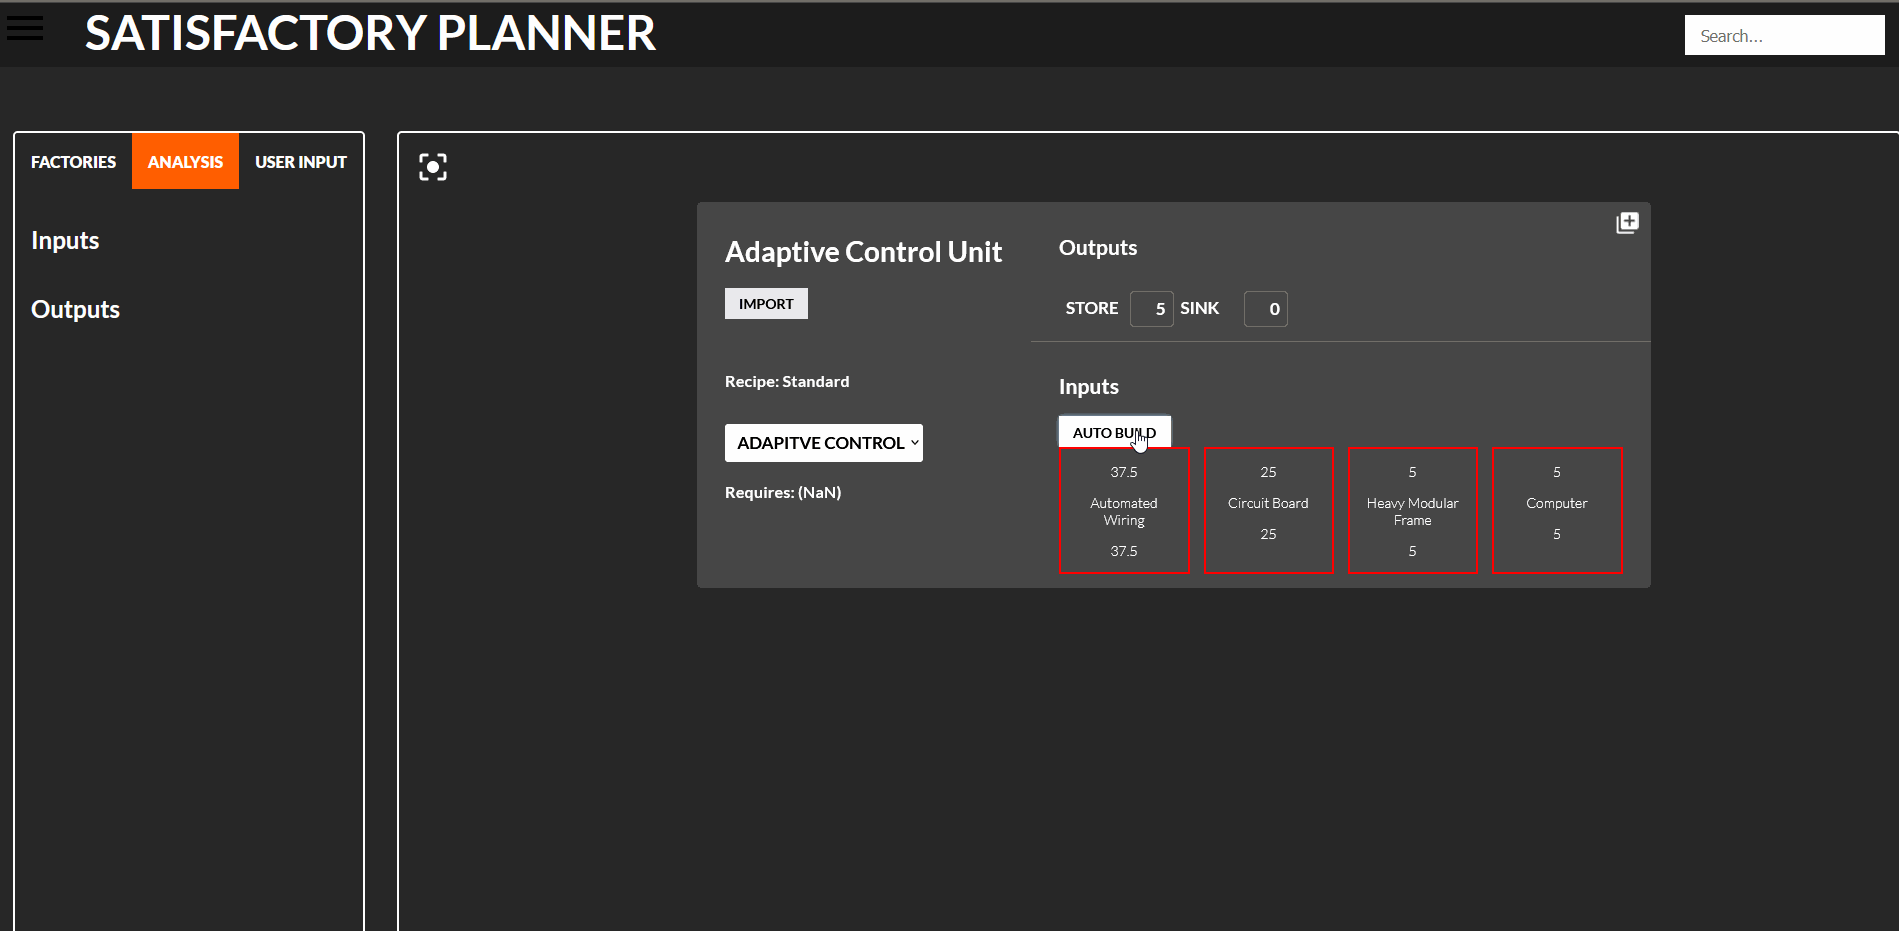 SATISFACTORY PLANNER
Search...
FACTORIES
ANALYSIS
USER INPUT
Inputs
Outputs
Adaptive Control Unit
IMPORT
Recipe: Standard
ADAPITVE CONTROL
Requires: (NaN)
Outputs
STORE 5 SINK 0
Inputs
AUTO BUILD
37.5
Automated
Wiring
37.5
25
Circuit Board
25
5
Heavy Modular
Frame
5
5
Computer
5